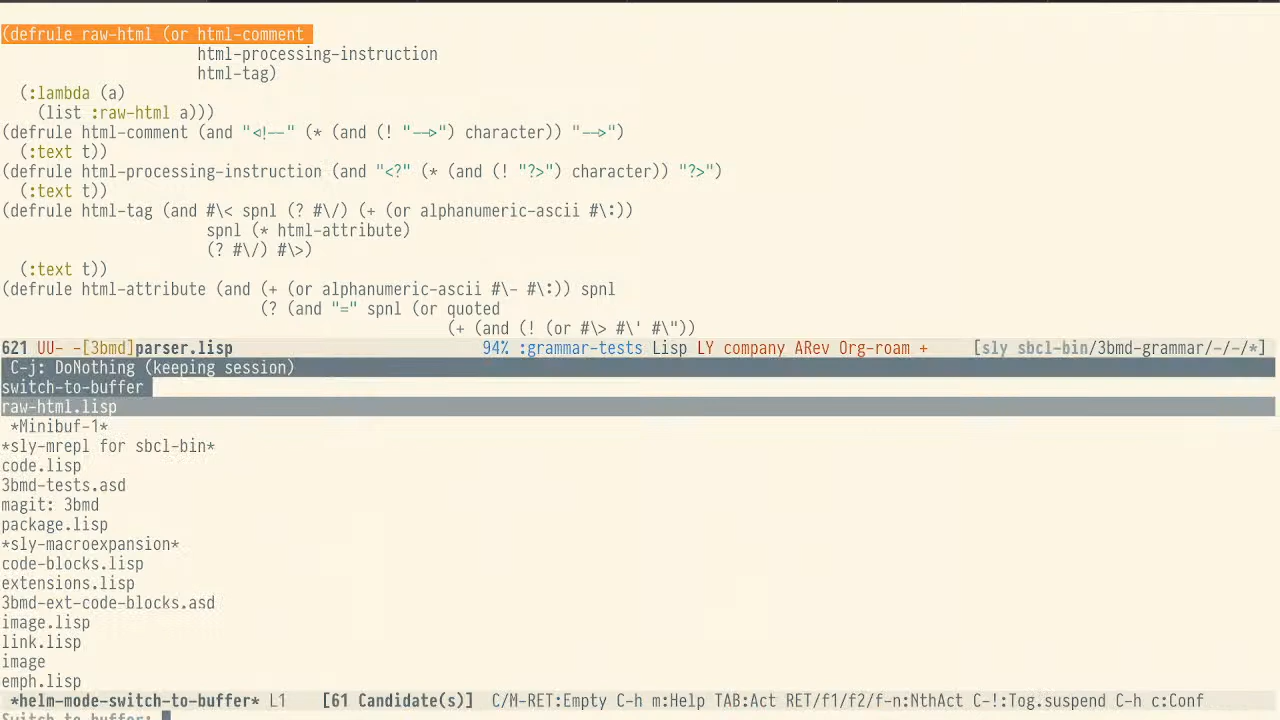 (defrule raw-html (or html-comment
html-processing-instruction
html-tag)
(:lambda (a)
(list :raw-html a)))
(defrule html-comment (and "<!--" (* (and (! "-->") character)) "-->")
(:text t))
(defrule html-processing-instruction (and "<?" (* (and (! "?>") character)) "?>")
(:text t))
(defrule html-tag (and #\< spnl (? #\/) (+ (or alphanumeric-ascii #\:))
spnl (* html-attribute)
(? #\/) #\>)
(:text t))
(defrule html-attribute (and (+ (or alphanumeric-ascii #\- #\:)) spnl
(? (and "=" spnl (or quoted
(+ (and (! (or #\> #\' #\"))
621 UU- -[3bmd]parser.lisp 94% :grammar-tests Lisp LY company ARev Org-roam + [sly sbcl-bin/3bmd-grammar/-/-/*]
C-j: DoNothing (keeping session)
switch-to-buffer
raw-html.lisp
*Minibuf-1*
*sly-mrepl for sbcl-bin*
code.lisp
3bmd-tests.asd
magit: 3bmd
package.lisp
*sly-macroexpansion*
code-blocks.lisp
extensions.lisp
3bmd-ext-code-blocks.asd
image.lisp
link.lisp
image
emph.lisp
*helm-mode-switch-to-buffer* L1 [61 Candidate(s)] C/M-RET:Empty C-h m:Help TAB:Act RET/f1/f2/f-n:NthAct C-!:Tog.suspend C-h c:Conf
Switch to buffer: